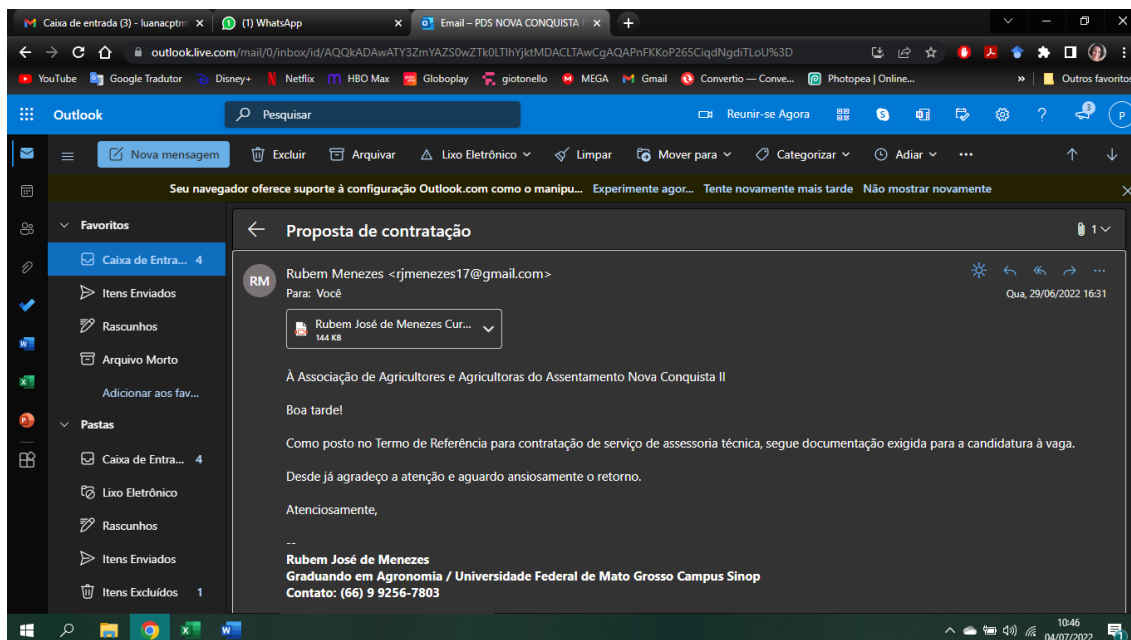 Caixa de entrada (3) - luanacptm
(1) WhatsApp
Email – PDS NOVA CONQUISTA I
outlook.live.com/mail/0/inbox/id/AQQkADAwATY3ZmYAZS0wZTk0LTlhYjktMDACLTAwCgAQAPnFKKoP265CiqdNgdiTLoU%3D
YouTube Google Tradutor Disney+ Netflix HBO Max Globoplay giotonello MEGA Gmail Convertio — Conve... Photopea | Online... » Outros favoritos
Outlook Pesquisar Reunir-se Agora 3 P
Nova mensagem Excluir Arquivar Lixo Eletrônico Limpar Mover para Categorizar Adiar
Seu navegador oferece suporte à configuração Outlook.com como o manipu... Experimente agor... Tente novamente mais tarde Não mostrar novamente
Favoritos
Caixa de Entra... 4
Itens Enviados
Rascunhos
Arquivo Morto
Adicionar aos fav...
Pastas
Caixa de Entra... 4
Lixo Eletrônico
Rascunhos
Itens Enviados
Itens Excluídos 1
Proposta de contratação
1
RM
Rubem Menezes <rjmenezes17@gmail.com>
Para: Você
Qua, 29/06/2022 16:31
Rubem José de Menezes Cur...
144 KB
À Associação de Agricultores e Agricultoras do Assentamento Nova Conquista II
Boa tarde!
Como posto no Termo de Referência para contratação de serviço de assessoria técnica, segue documentação exigida para a candidatura à vaga.
Desde já agradeço a atenção e aguardo ansiosamente o retorno.
Atenciosamente,
--
Rubem José de Menezes
Graduando em Agronomia / Universidade Federal de Mato Grosso Campus Sinop
Contato: (66) 9 9256-7803
10:46
04/07/2022